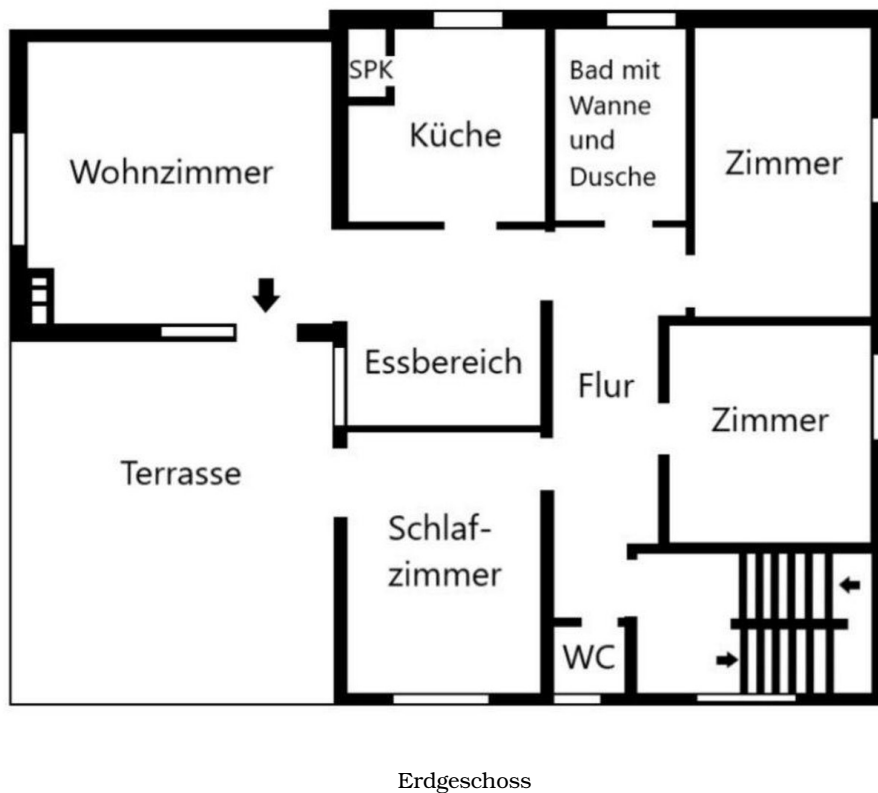 SPK
Küche
Bad mit
Wanne
und
Dusche
Zimmer
Wohnzimmer
Essbereich
Flur
Zimmer
Terrasse
Schlaf-
zimmer
WC
Erdgeschoss